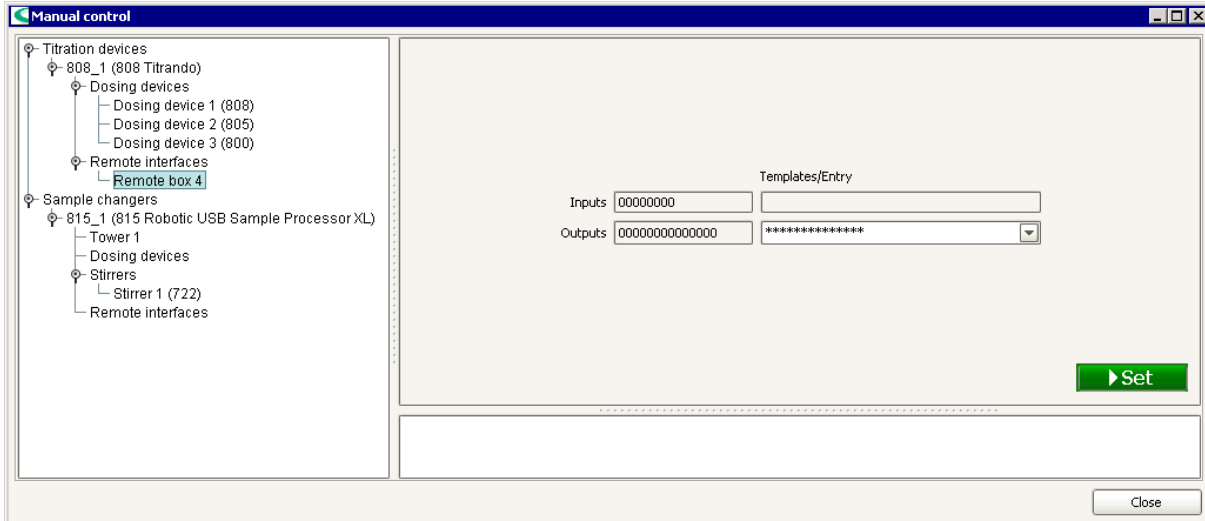 Manual control
Titration devices
808_1 (808 Titrando)
Dosing devices
Dosing device 1 (808)
Dosing device 2 (805)
Dosing device 3 (800)
Remote interfaces
Remote box 4
Sample changers
815_1 (815 Robotic USB Sample Processor XL)
Tower 1
Dosing devices
Stirrers
Stirrer 1 (722)
Remote interfaces
Templates/Entry
Inputs 00000000
Outputs 00000000000000 **************
Set
Close